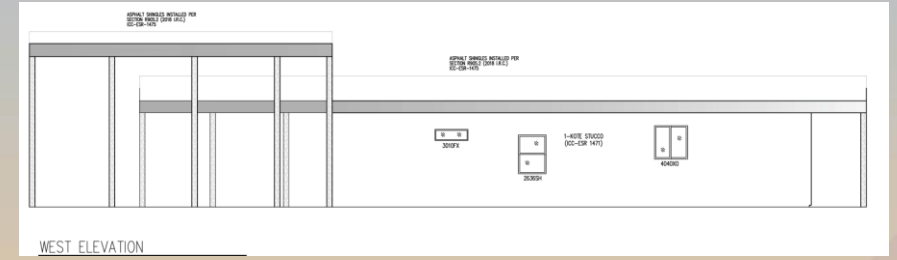 ASPHALT SHINGLES INSTALLED PER
SECTION R905.2 (2018 I.R.C.)
ICC-ESR-1475
ASPHALT SHINGLES INSTALLED PER
SECTION R905.2 (2018 I.R.C.)
ICC-ESR-1475
3010FX
2636SH
1-KOTE STUCCO
(ICC-ESR 1471)
4040XO
WEST ELEVATION